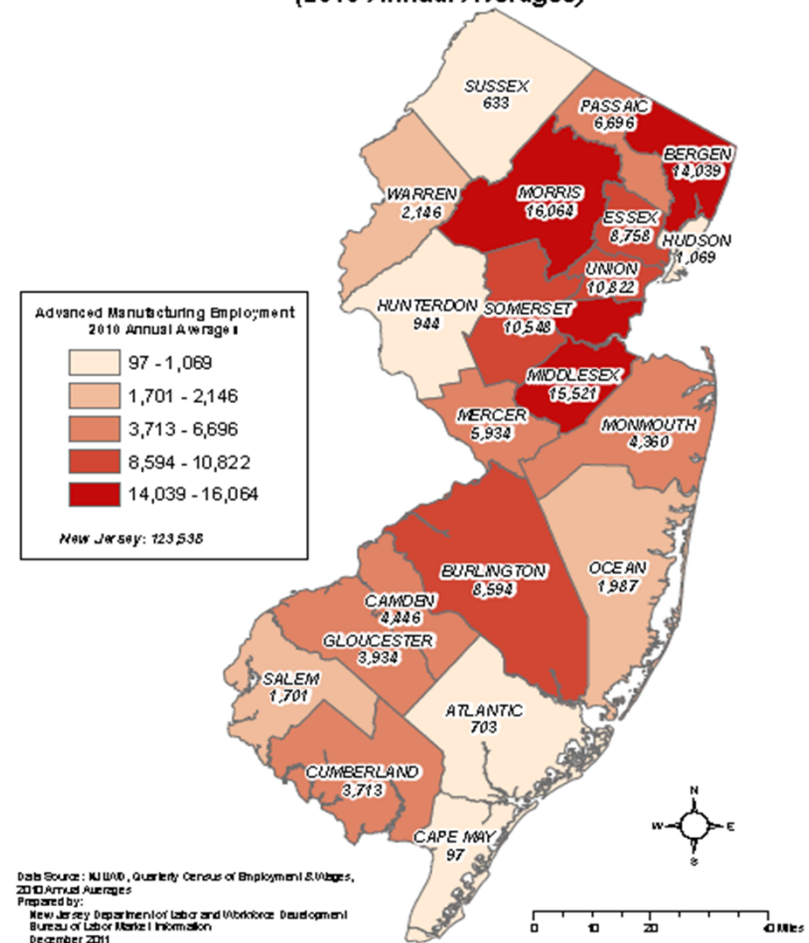 (2010 Annual Averages)
SUSSEX
633
PASSAIC
6,696
BERGEN
14,039
WARREN
2,146
MORRIS
16,064
ESSEX
8,758
HUDSON
1,069
UNION
10,822
HUNTERDON
944
SOMERSET
10,548
Advanced Manufacturing Employment
2010 Annual Averages
97 - 1,069
1,701 - 2,146
3,713 - 6,696
8,594 - 10,822
14,039 - 16,064
New Jersey: 123,538
MIDDLESEX
15,521
MERCER
5,934
MONMOUTH
4,360
BURLINGTON
8,594
OCEAN
1,987
CAMDEN
4,446
GLOUCESTER
3,934
SALEM
1,701
ATLANTIC
703
CUMBERLAND
3,713
CAPE MAY
97
N
W E
S
Data Source: NJLWD, Quarterly Census of Employment & Wages,
2010 Annual Averages
Prepared by:
New Jersey Department of Labor and Workforce Development
Bureau of Labor Market Information
December 2011
0 10 20 40 Miles